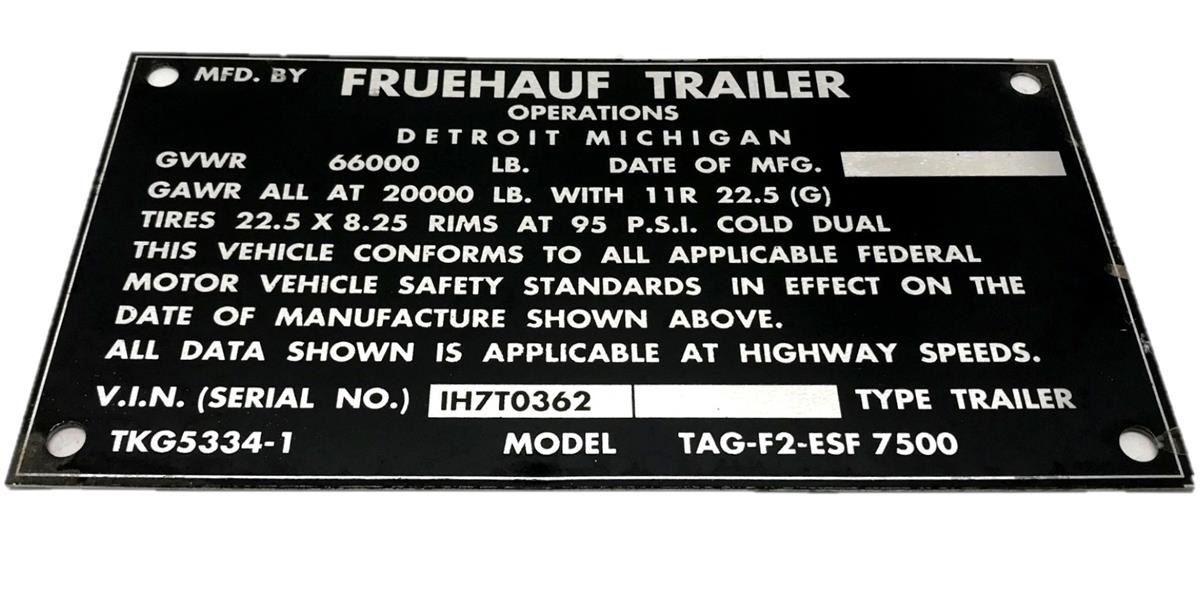 MFD. BY FRUEHAUF TRAILER
OPERATIONS
DETROIT MICHIGAN
GVWR 66000 LB. DATE OF MFG.
GAWR ALL AT 20000 LB. WITH 11R 22.5 (G)
TIRES 22.5 X 8.25 RIMS AT 95 P.S.I. COLD DUAL
THIS VEHICLE CONFORMS TO ALL APPLICABLE FEDERAL
MOTOR VEHICLE SAFETY STANDARDS IN EFFECT ON THE
DATE OF MANUFACTURE SHOWN ABOVE.
ALL DATA SHOWN IS APPLICABLE AT HIGHWAY SPEEDS.
V.I.N. (SERIAL NO.) IH7T0362 TYPE TRAILER
TKG5334-1 MODEL TAG-F2-ESF 7500